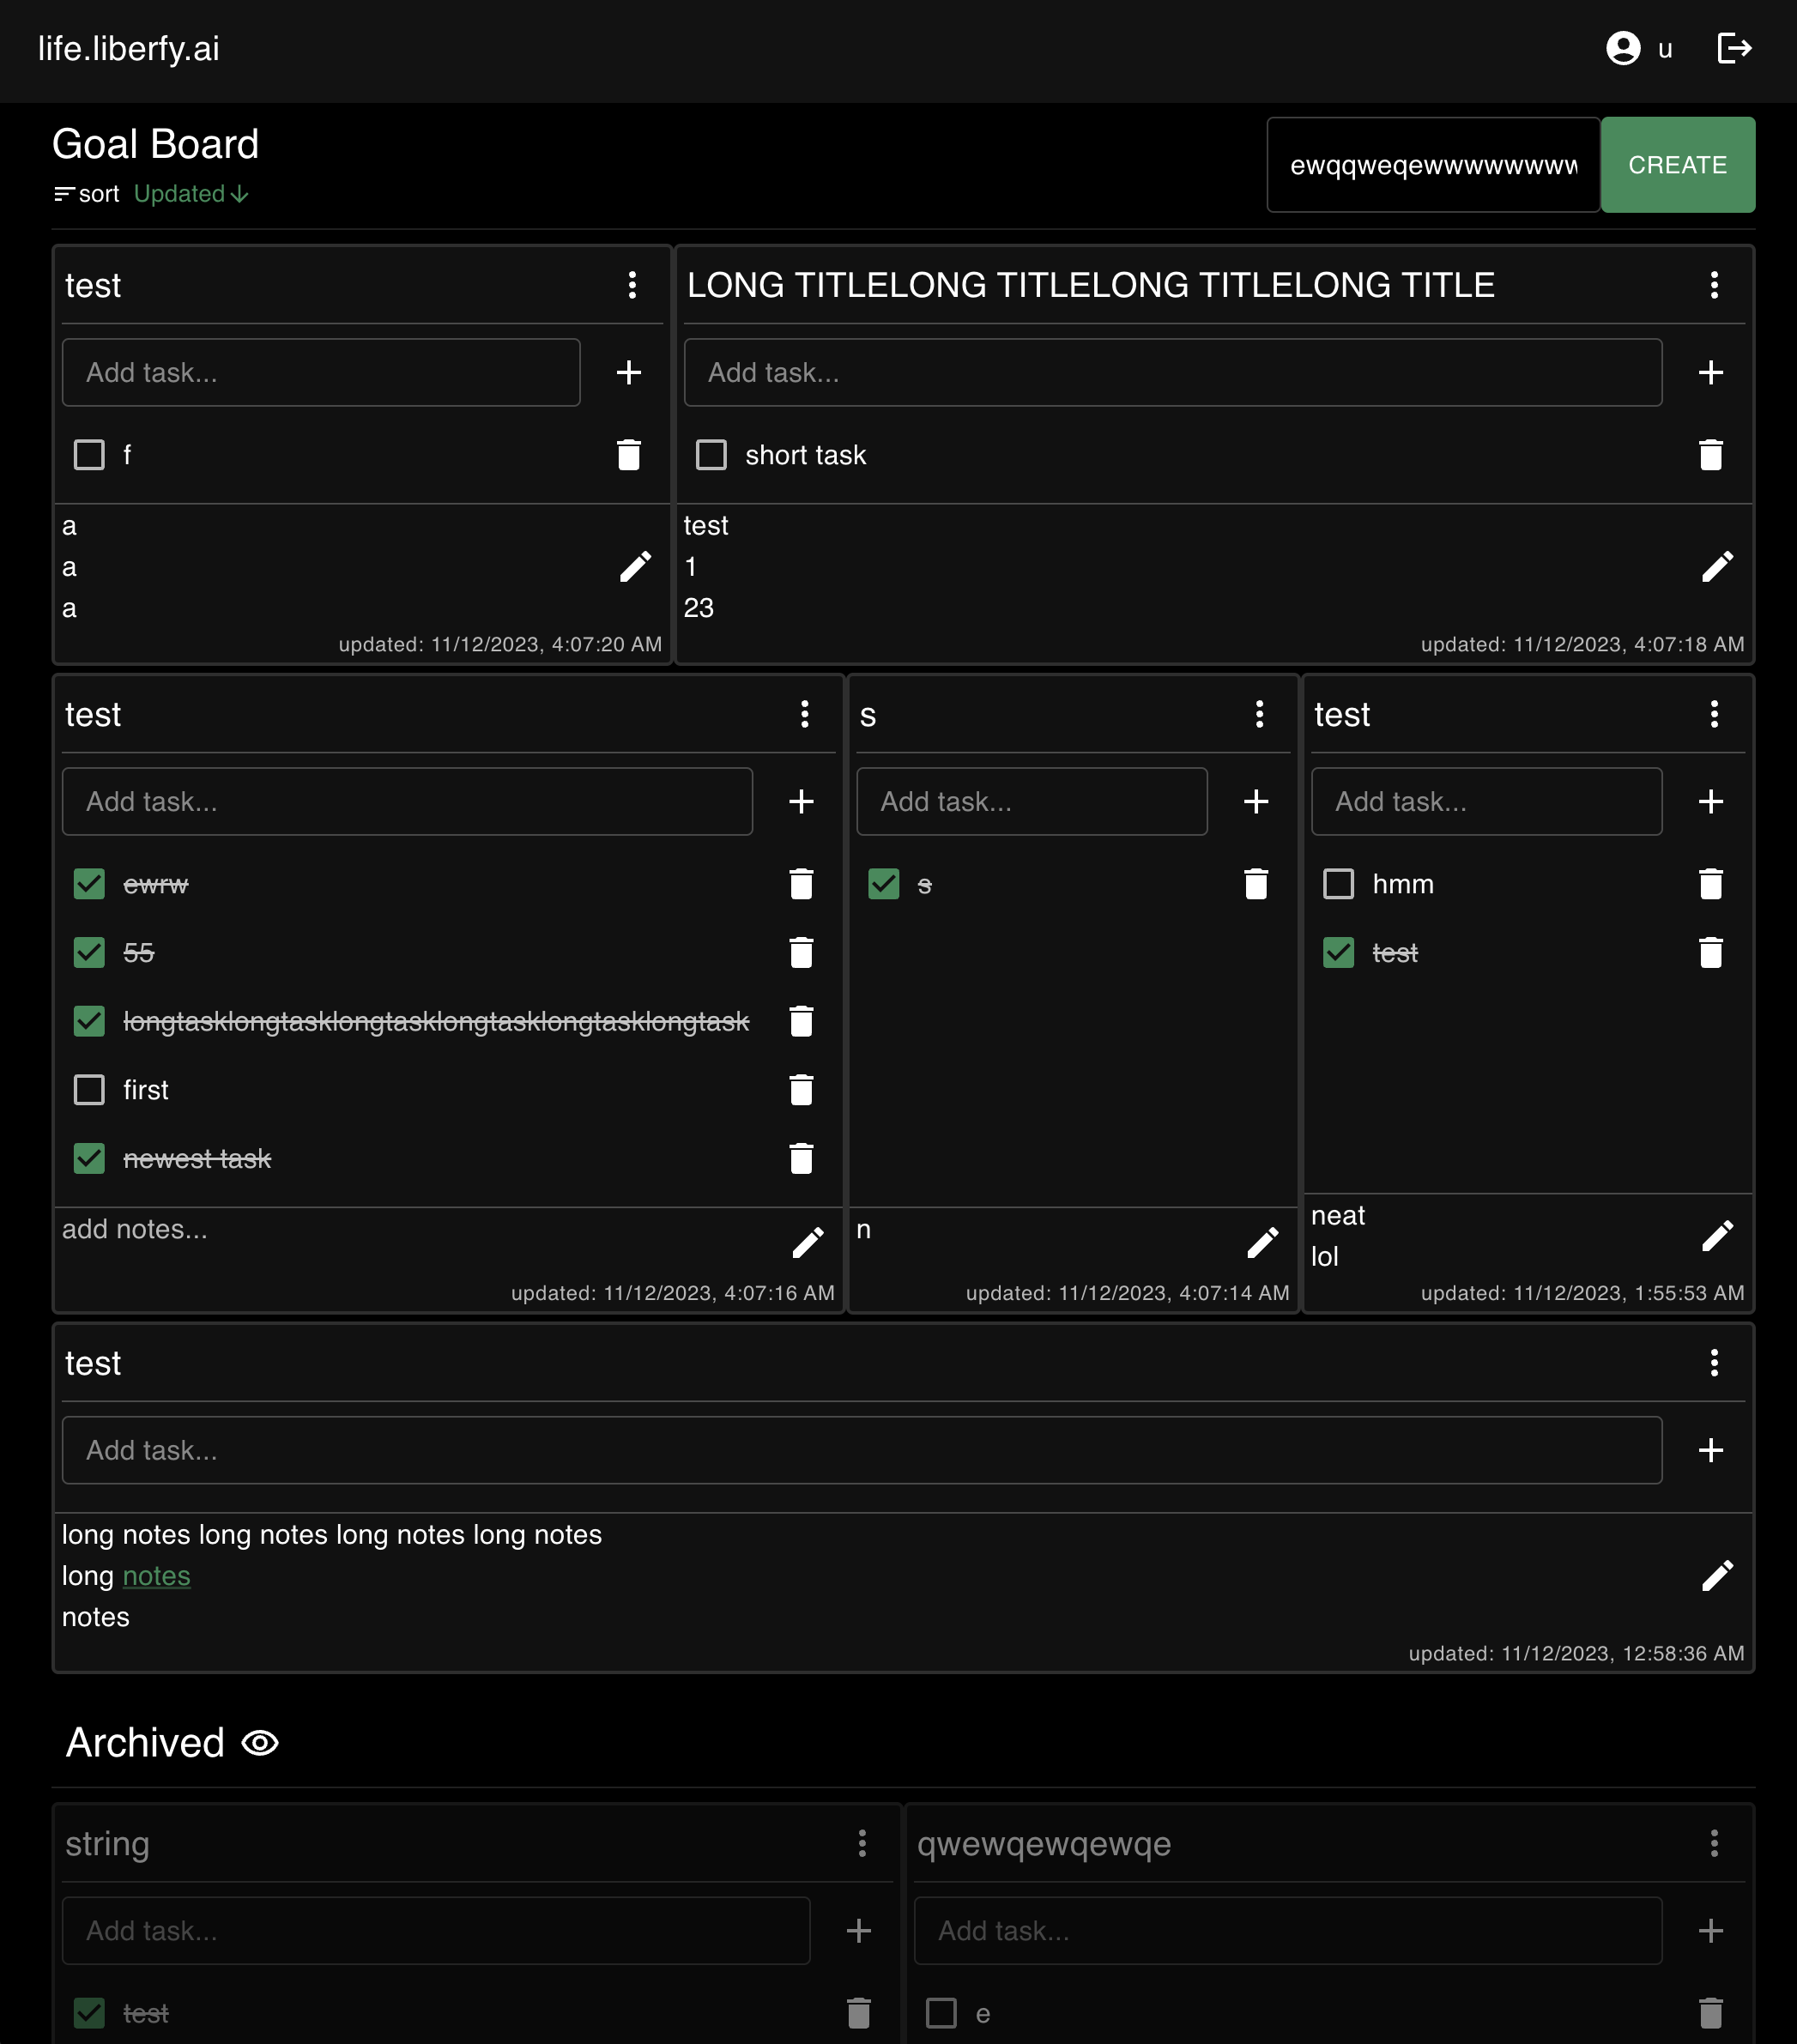 life.liberfy.ai
u
Goal Board
sort Updated
ewqqweqewwwwwwww
CREATE
test
Add task...
f
a
a
a
updated: 11/12/2023, 4:07:20 AM
LONG TITLELONG TITLELONG TITLELONG TITLE
Add task...
short task
test
1
23
updated: 11/12/2023, 4:07:18 AM
test
Add task...
ewrw
55
longtasklongtasklongtasklongtasklongtasklongtask
first
newest task
add notes...
updated: 11/12/2023, 4:07:16 AM
s
Add task...
s
n
updated: 11/12/2023, 4:07:14 AM
test
Add task...
hmm
test
neat
lol
updated: 11/12/2023, 1:55:53 AM
test
Add task...
long notes long notes long notes long notes
long notes
notes
updated: 11/12/2023, 12:58:36 AM
Archived
string
Add task...
test
qwewqewqewqe
Add task...
e